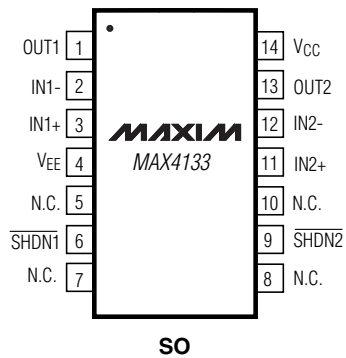 OUT1 1
IN1- 2
IN1+ 3
VEE 4
N.C. 5
SHDN1 6
N.C. 7
MAXIM
MAX4133
14 VCC
13 OUT2
12 IN2-
11 IN2+
10 N.C.
9 SHDN2
8 N.C.
SO